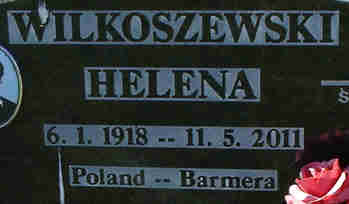 WILKOSZEWSKI
HELENA
6. 1. 1918 -- 11. 5. 2011
Poland -- Barmera